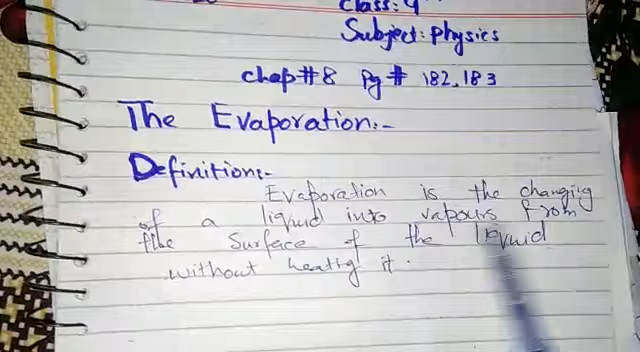 Class: 9
Subject: Physics
chap#8 Pg# 182, 183
The Evaporation:-
Definition:-
Evaporation is the changing
of a liquid into vapours from
the Surface of the liquid
without heatig it.